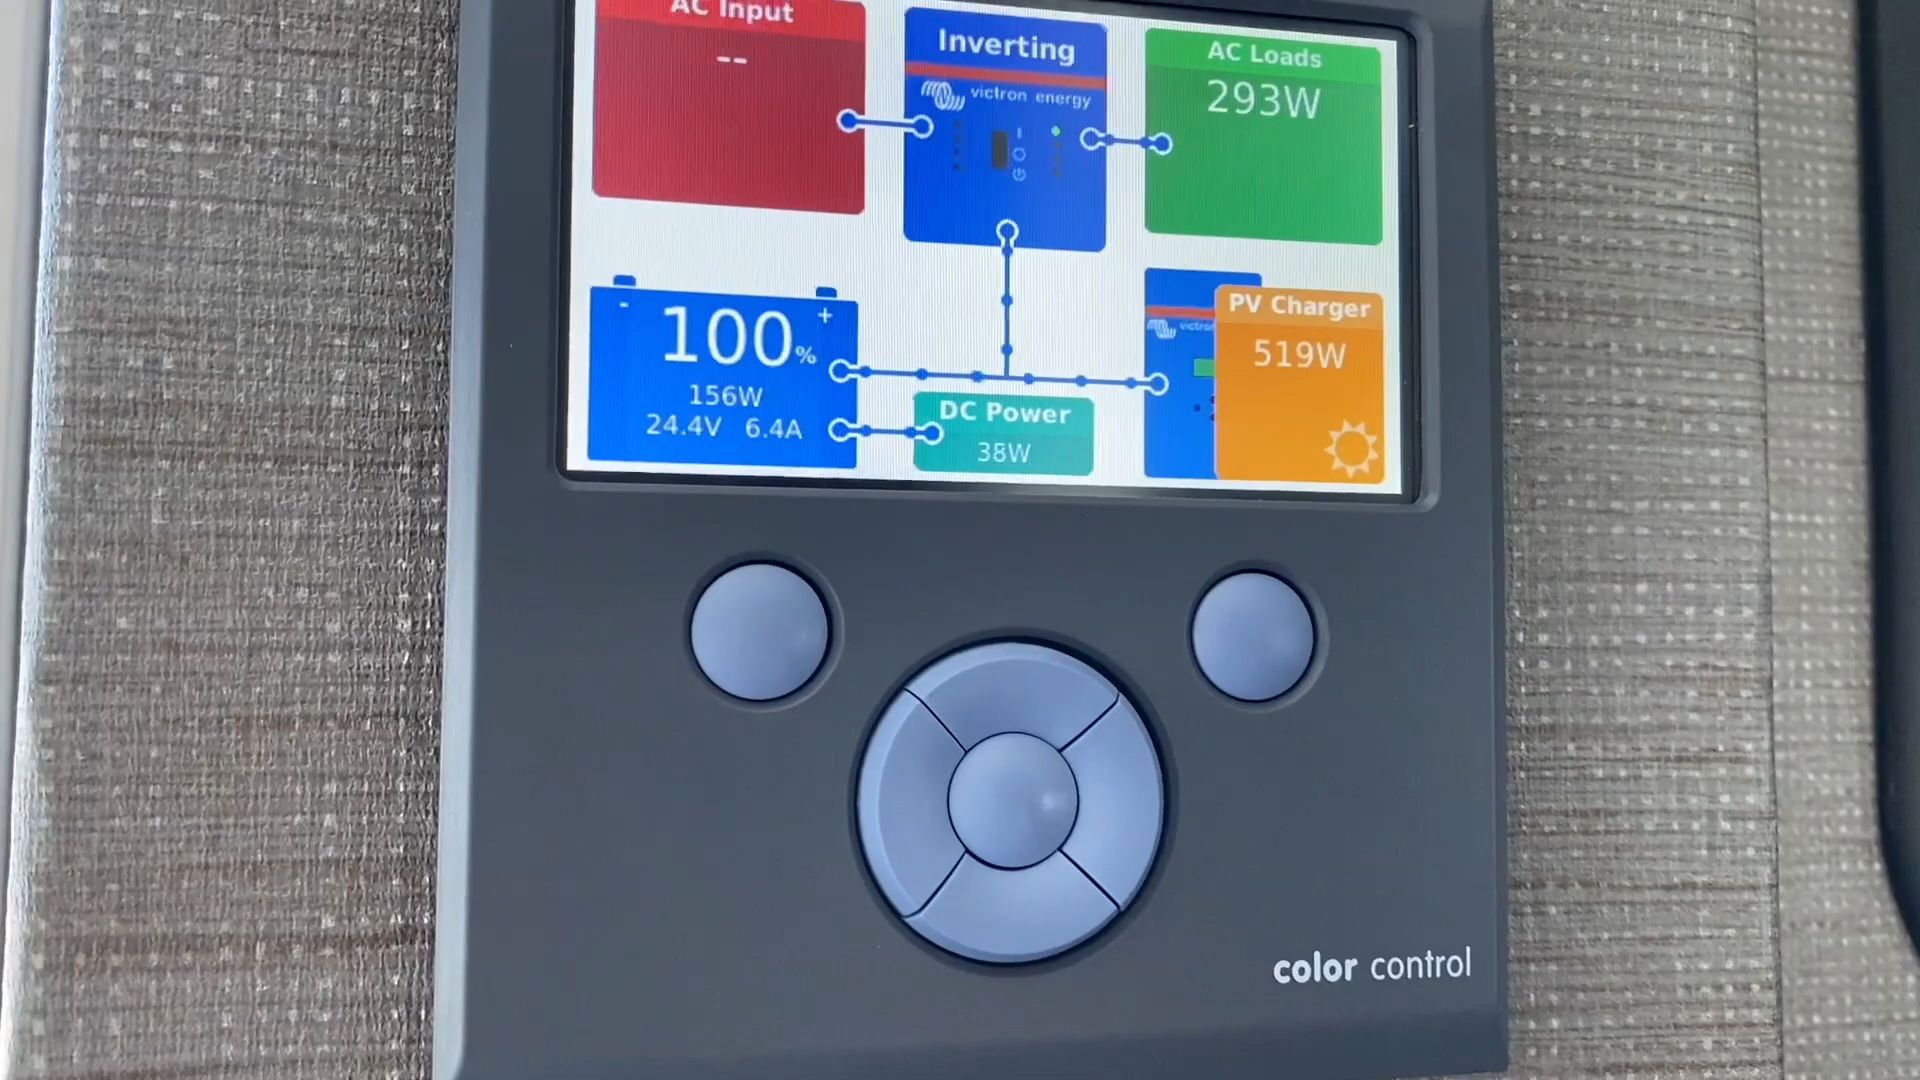 AC Input
--
Inverting
victron energy
AC Loads
293W
- +
100%
156W
24.4V 6.4A
DC Power
38W
victron
PV Charger
519W
color control